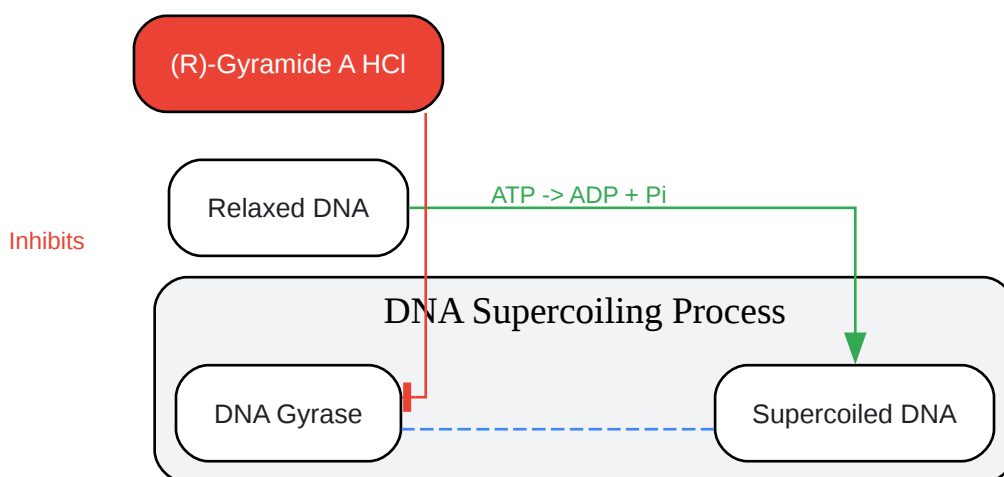 (R)-Gyramide A HCl
Relaxed DNA
ATP -> ADP + Pi
Inhibits
DNA Supercoiling Process
DNA Gyrase
Supercoiled DNA